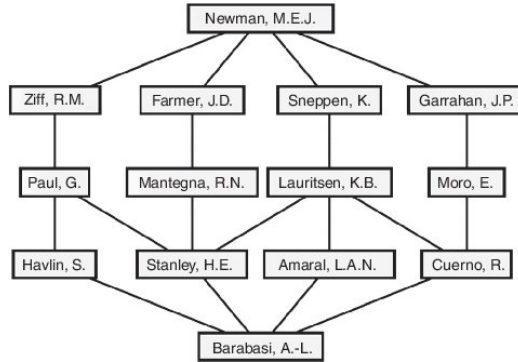 Newman, M.E.J.
Ziff, R.M.
Farmer, J.D.
Sneppen, K.
Garrahan, J.P.
Paul, G.
Mantegna, R.N.
Lauritsen, K.B.
Moro, E.
Havlin, S.
Stanley, H.E.
Amaral, L.A.N.
Cuerno, R.
Barabasi, A.-L.